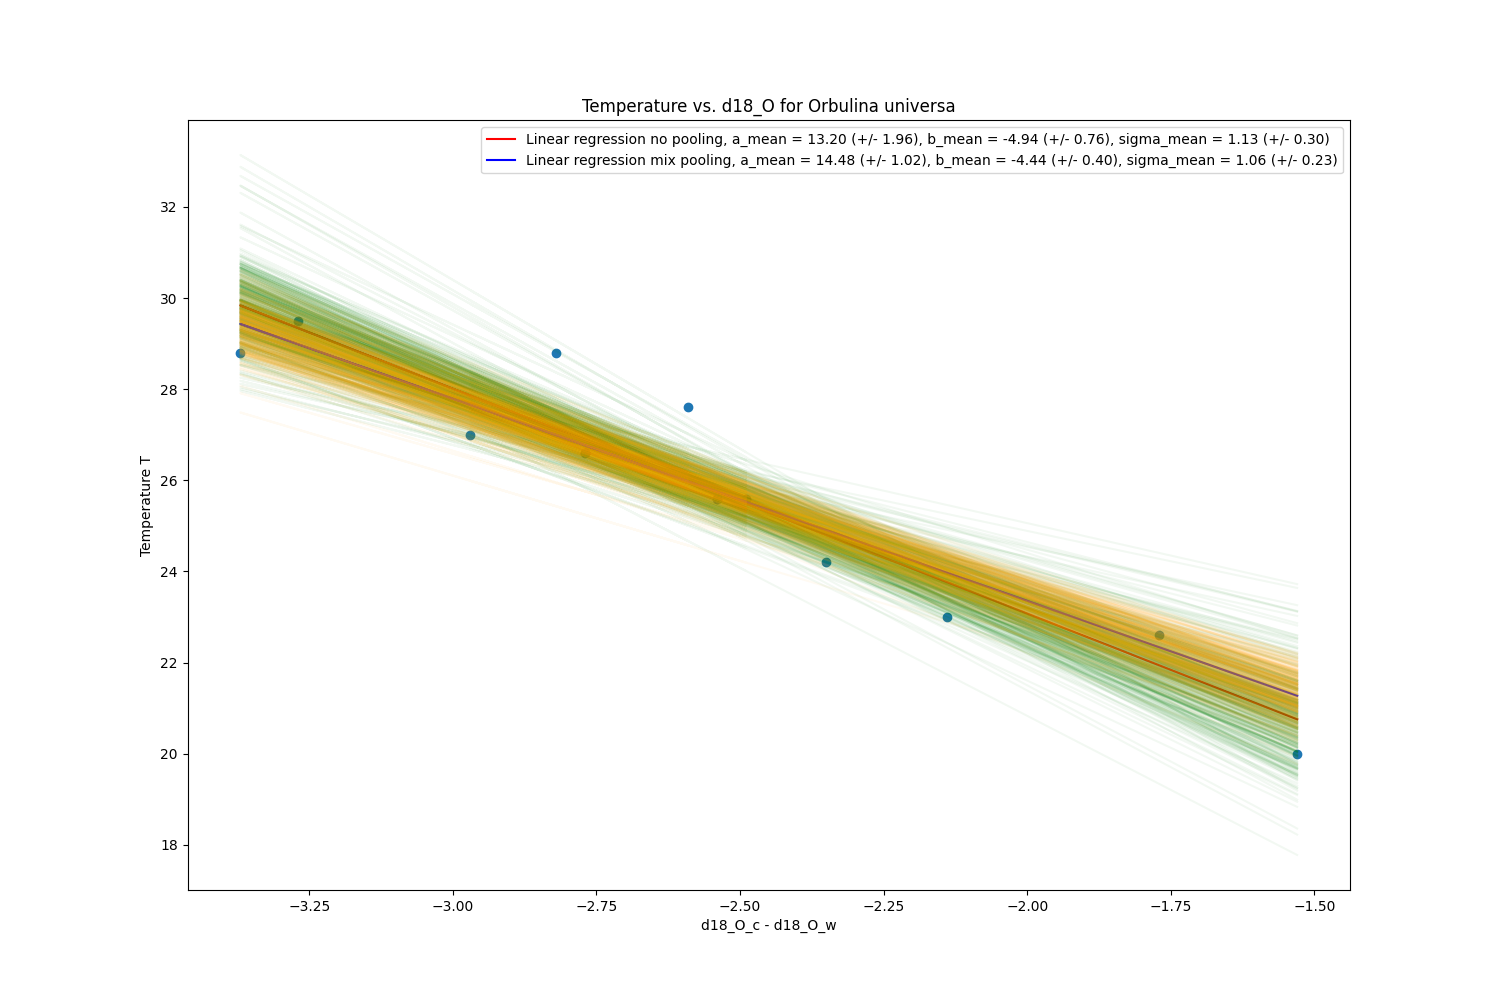 Temperature vs. d18_O for Orbulina universa
Linear regression no pooling, a_mean = 13.20 (+/- 1.96), b_mean = -4.94 (+/- 0.76), sigma_mean = 1.13 (+/- 0.30)
Linear regression mix pooling, a_mean = 14.48 (+/- 1.02), b_mean = -4.44 (+/- 0.40), sigma_mean = 1.06 (+/- 0.23)
32
30
28
26
24
22
20
18
Temperature T
−3.25 −3.00 −2.75 −2.50 −2.25 −2.00 −1.75 −1.50
d18_O_c - d18_O_w